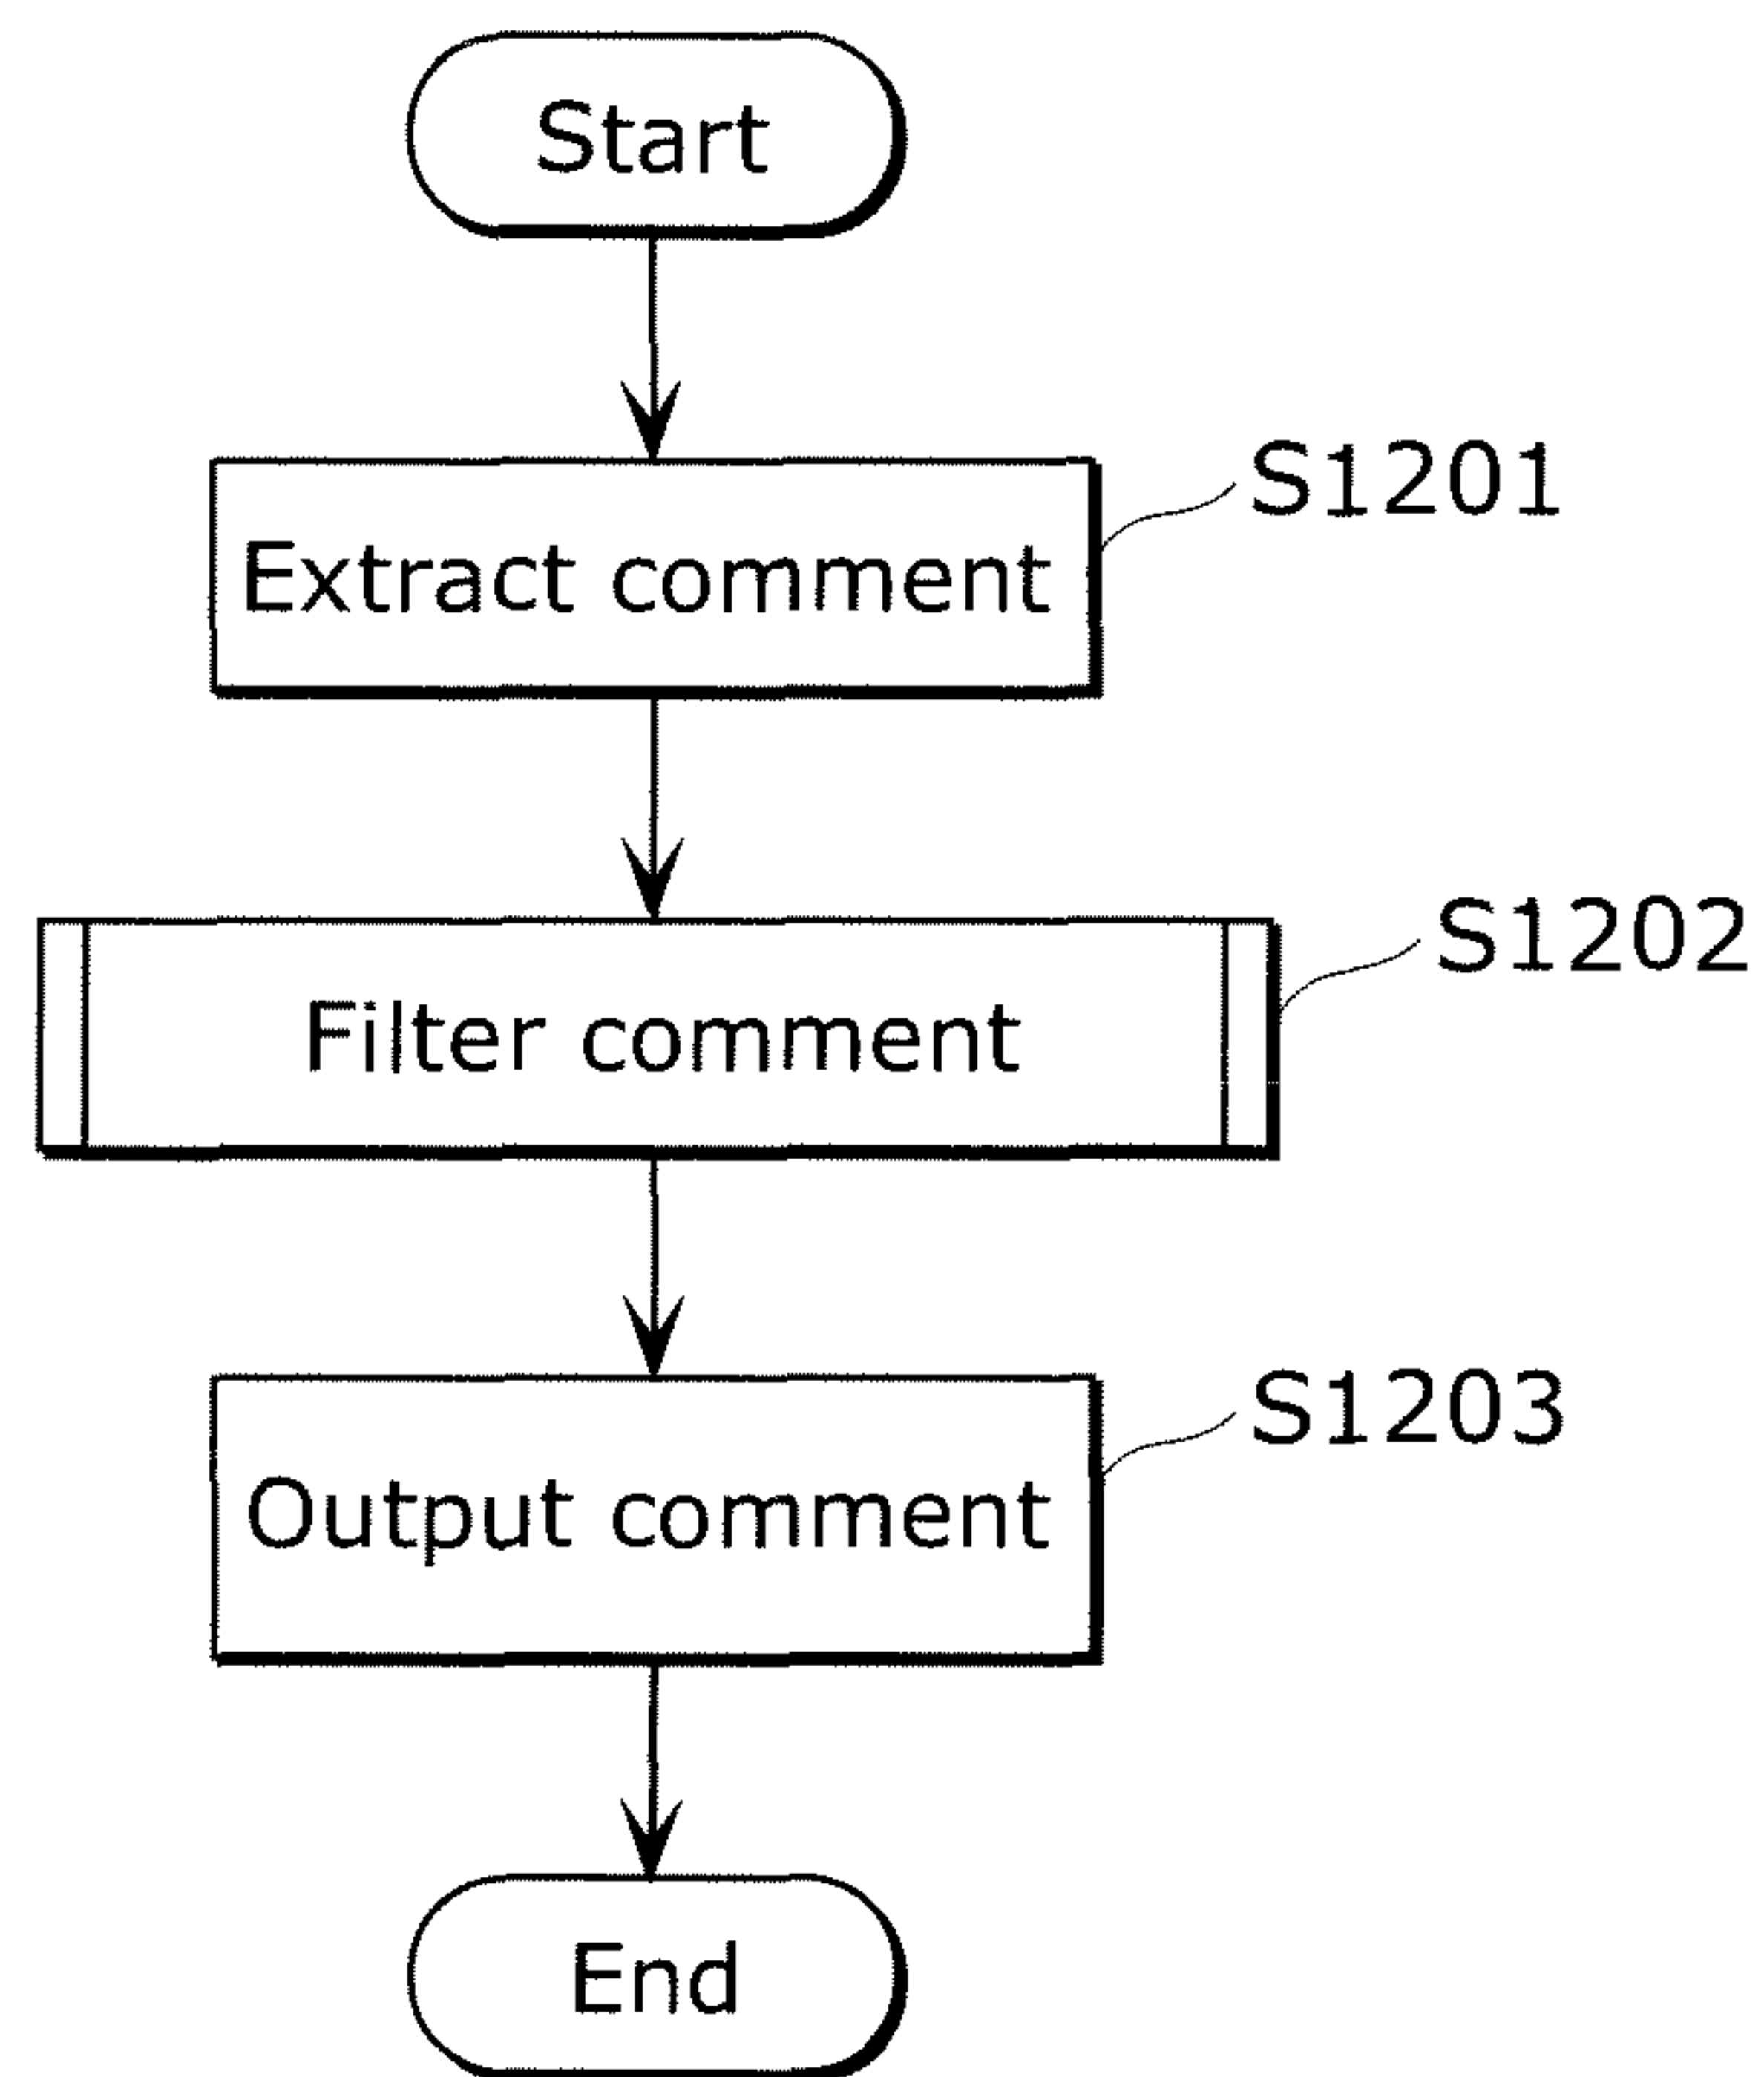 Start
Extract comment
S1201
Filter comment
S1202
Output comment
S1203
End